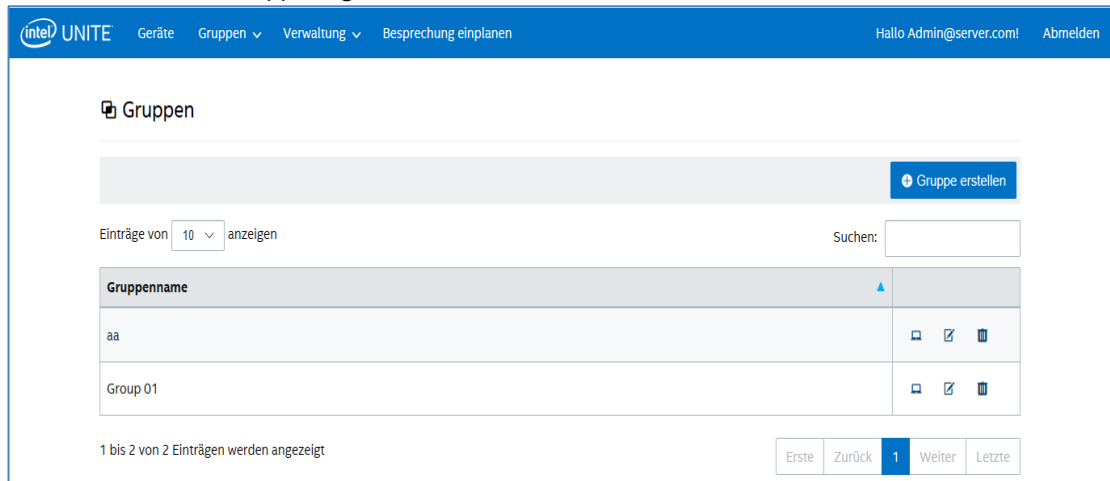 intel UNITE Geräte Gruppen Verwaltung Besprechung einplanen Hallo Admin@server.com! Abmelden
Gruppen
Gruppe erstellen
Einträge von 10 anzeigen Suchen:
Gruppenname
aa
Group 01
1 bis 2 von 2 Einträgen werden angezeigt Erste Zurück 1 Weiter Letzte